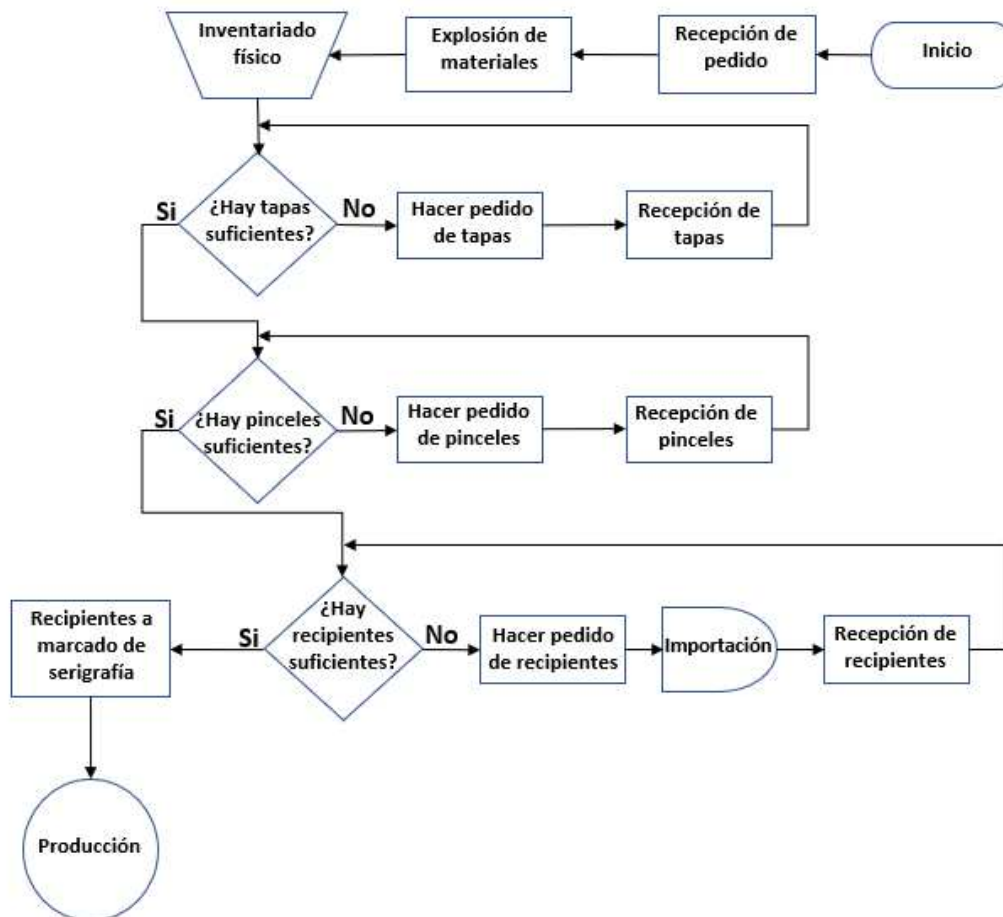 Inicio
Recepción de
pedido
Explosión de
materiales
Inventariado
físico
¿Hay tapas
suficientes?
Si
No
Hacer pedido
de tapas
Recepción de
tapas
¿Hay pinceles
suficientes?
Si
No
Hacer pedido
de pinceles
Recepción de
pinceles
¿Hay
recipientes
suficientes?
Si
No
Hacer pedido
de recipientes
Importación
Recepción de
recipientes
Recipientes a
marcado de
serigrafía
Producción